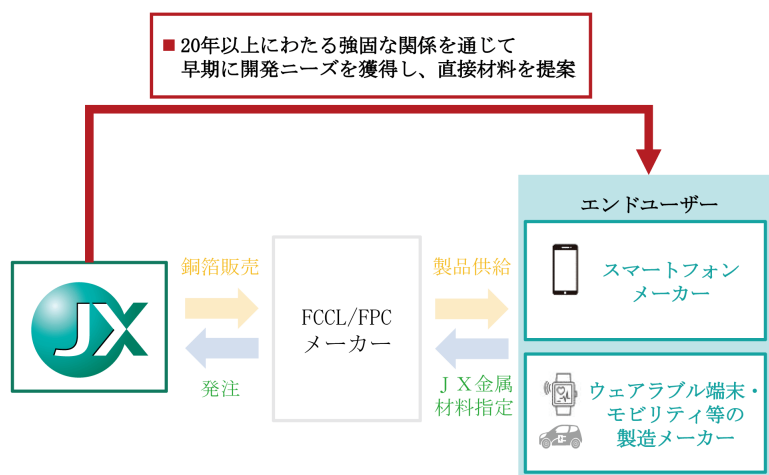 ■ 20年以上にわたる強固な関係を通じて
早期に開発ニーズを獲得し、直接材料を提案
エンドユーザー
銅箔販売
製品供給
スマートフォン
メーカー
JX
FCCL/FPC
メーカー
発注
ＪＸ金属
材料指定
ウェアラブル端末・
モビリティ等の
製造メーカー